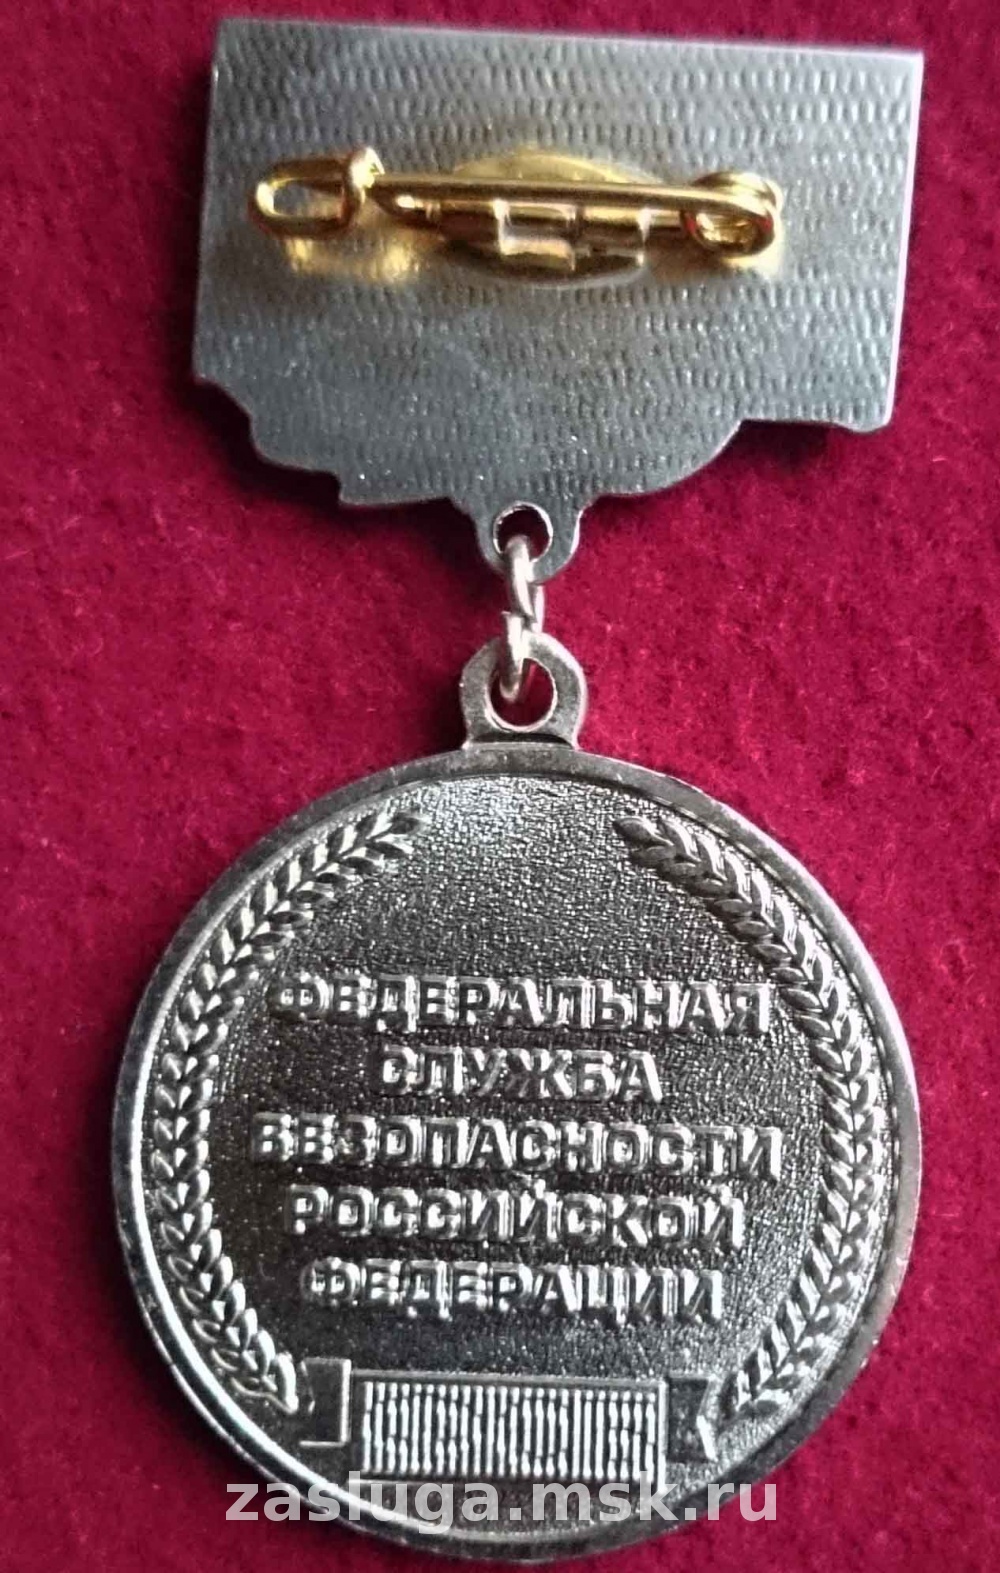 ФЕДЕРАЛЬНАЯ
СЛУЖБА
БЕЗОПАСНОСТИ
РОССИЙСКОЙ
ФЕДЕРАЦИИ
zasluga.msk.ru